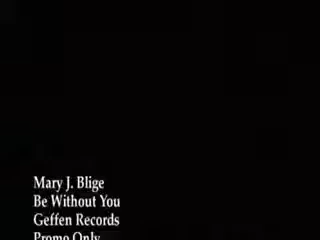 Mary J. Blige
Be Without You
Geffen Records
Promo Only